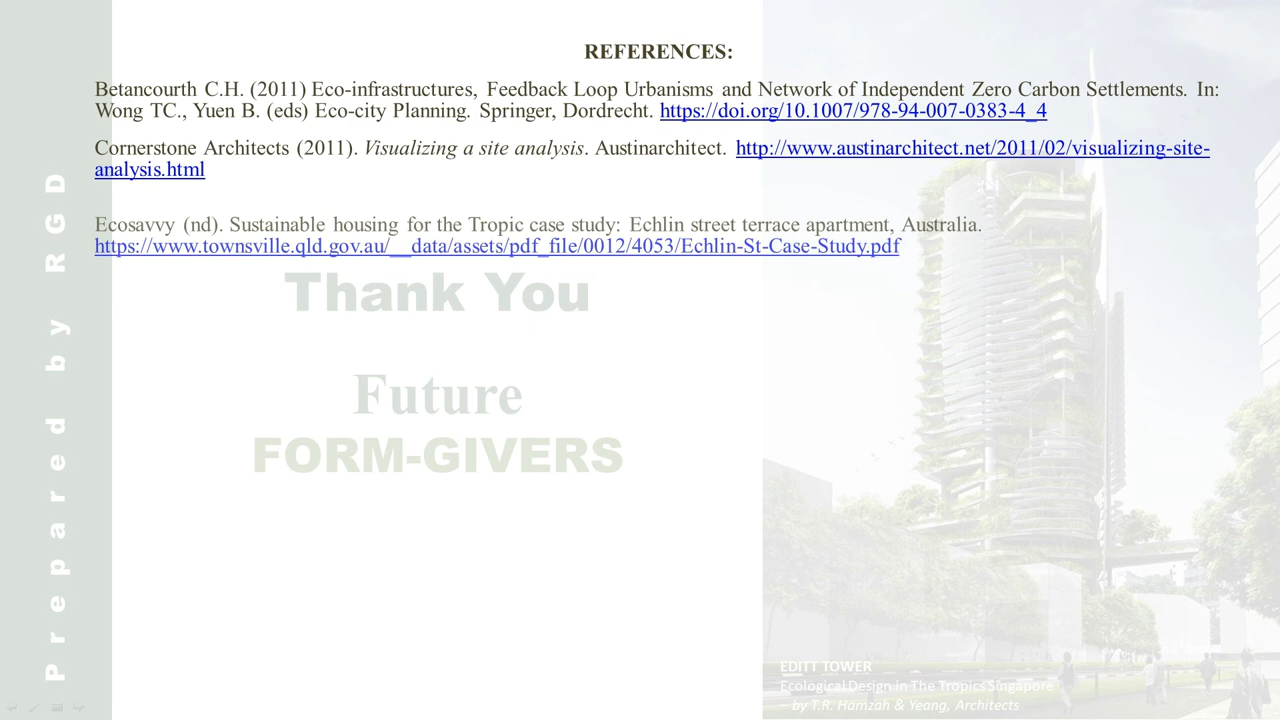 REFERENCES:
Betancourth C.H. (2011) Eco-infrastructures, Feedback Loop Urbanisms and Network of Independent Zero Carbon Settlements. In:
Wong TC., Yuen B. (eds) Eco-city Planning. Springer, Dordrecht. https://doi.org/10.1007/978-94-007-0383-4_4
Cornerstone Architects (2011). Visualizing a site analysis. Austinarchitect. http://www.austinarchitect.net/2011/02/visualizing-site-
analysis.html
Ecosavvy (nd). Sustainable housing for the Tropic case study: Echlin street terrace apartment, Australia.
https://www.townsville.qld.gov.au/__data/assets/pdf_file/0012/4053/Echlin-St-Case-Study.pdf
Thank You
Future
FORM-GIVERS
Prepared by RGD
EDITT TOWER
Ecological Design in The Tropics Singapore
– by T.R. Hamzah & Yeang, Architects